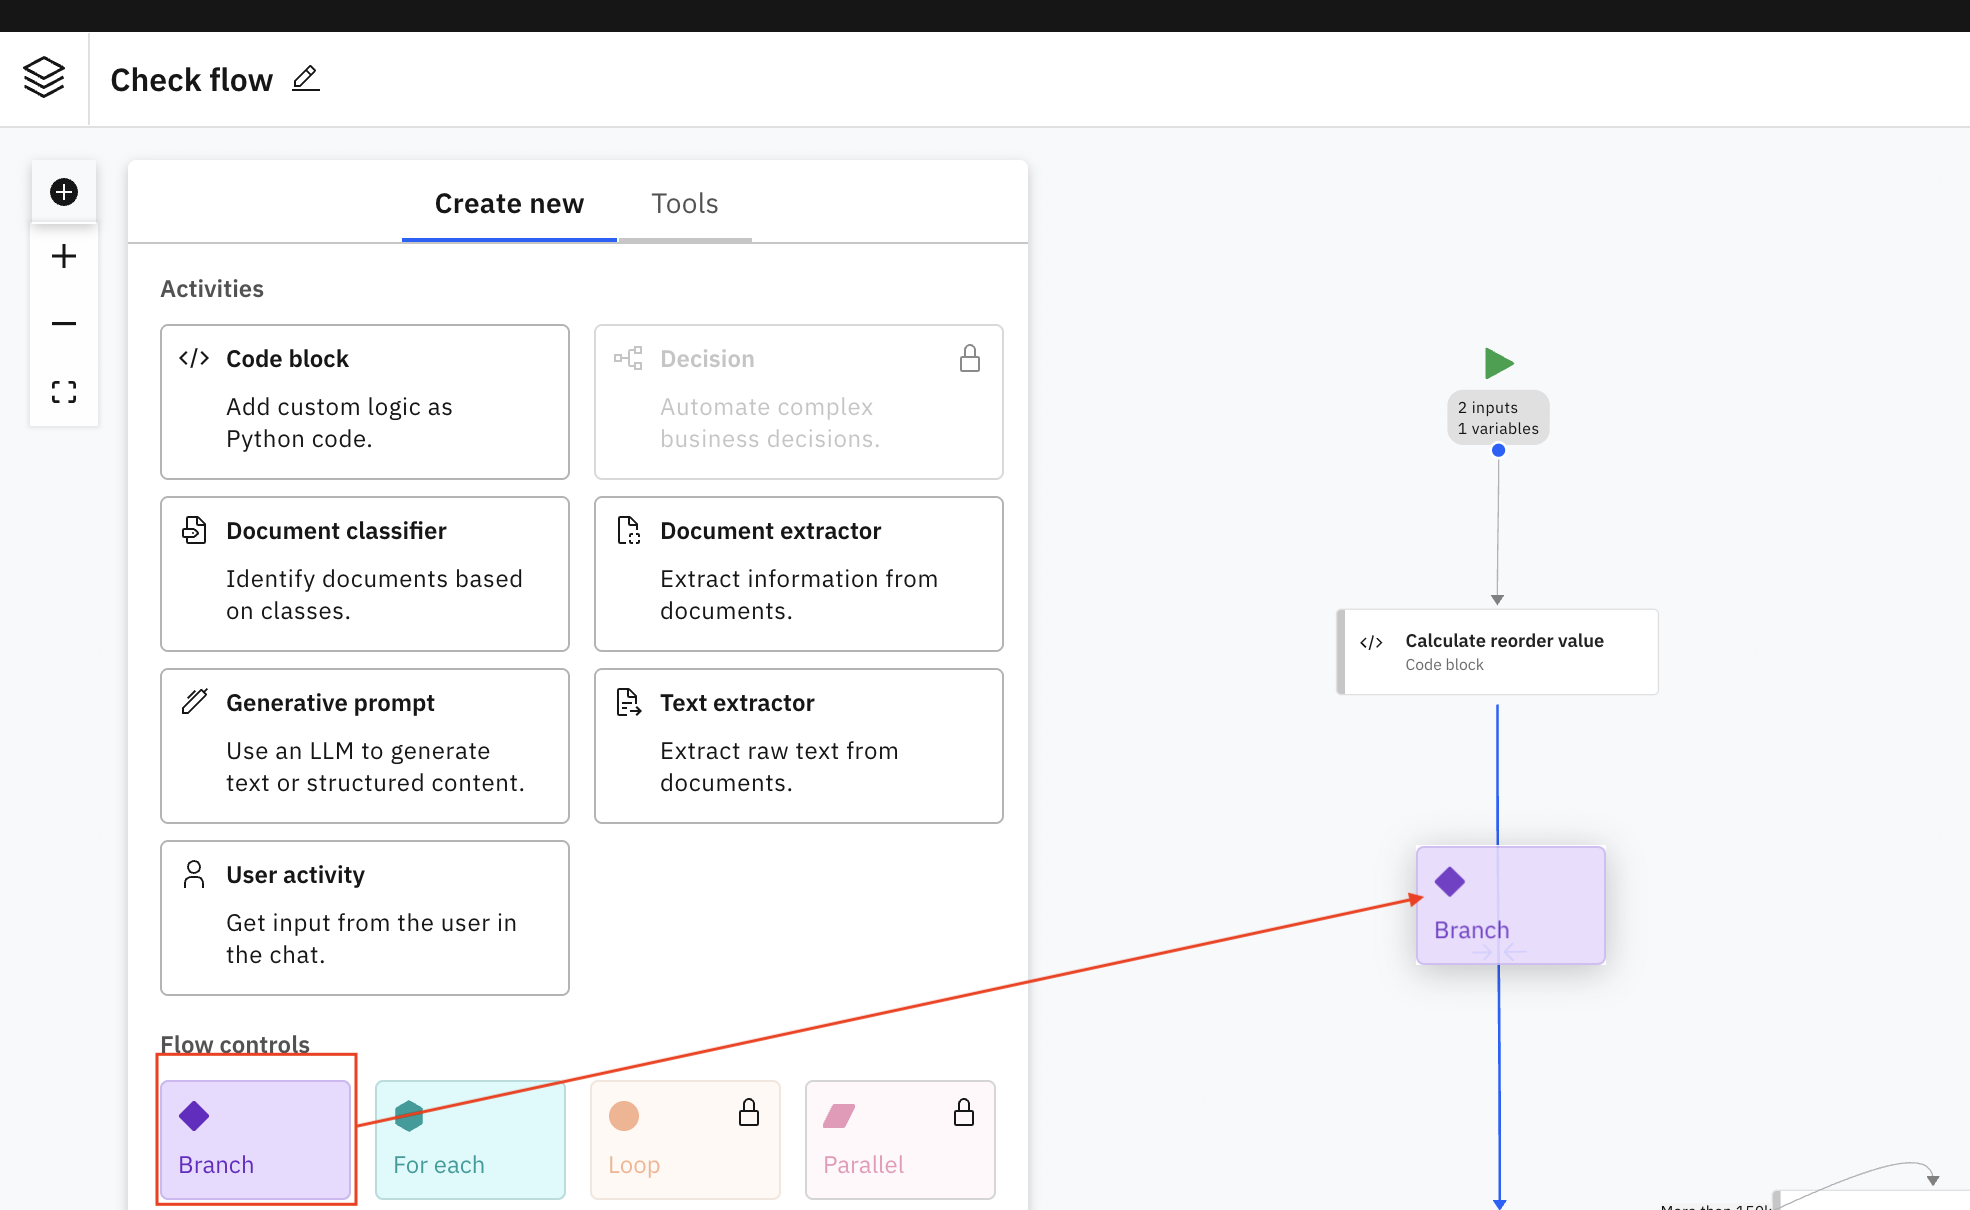 Check flow
Create new
Tools
Activities
Code block
Add custom logic as
Python code.
Decision
Automate complex
business decisions.
Document classifier
Identify documents based
on classes.
Document extractor
Extract information from
documents.
Generative prompt
Use an LLM to generate
text or structured content.
Text extractor
Extract raw text from
documents.
User activity
Get input from the user in
the chat.
Flow controls
Branch
For each
Loop
Parallel
2 inputs
1 variables
Calculate reorder value
Code block
Branch
More than 150k